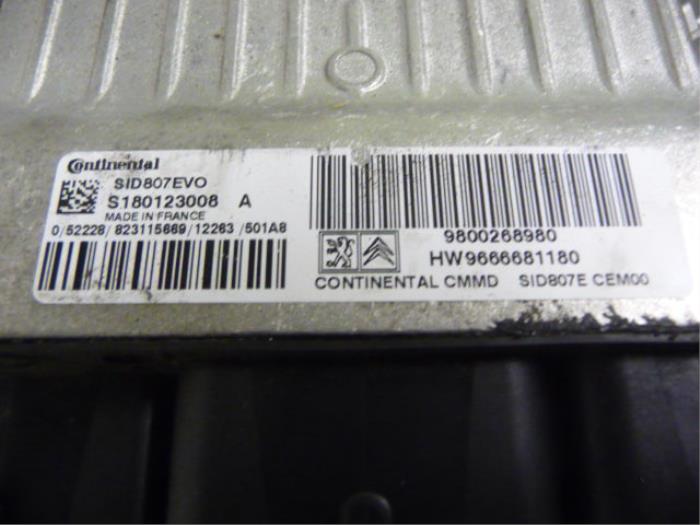 Continental
SID807EVO
S180123008 A
MADE IN FRANCE
0/52228/823115669/12263/501A8
9800268980
HW9666681180
CONTINENTAL CMMD SID807E CEM00